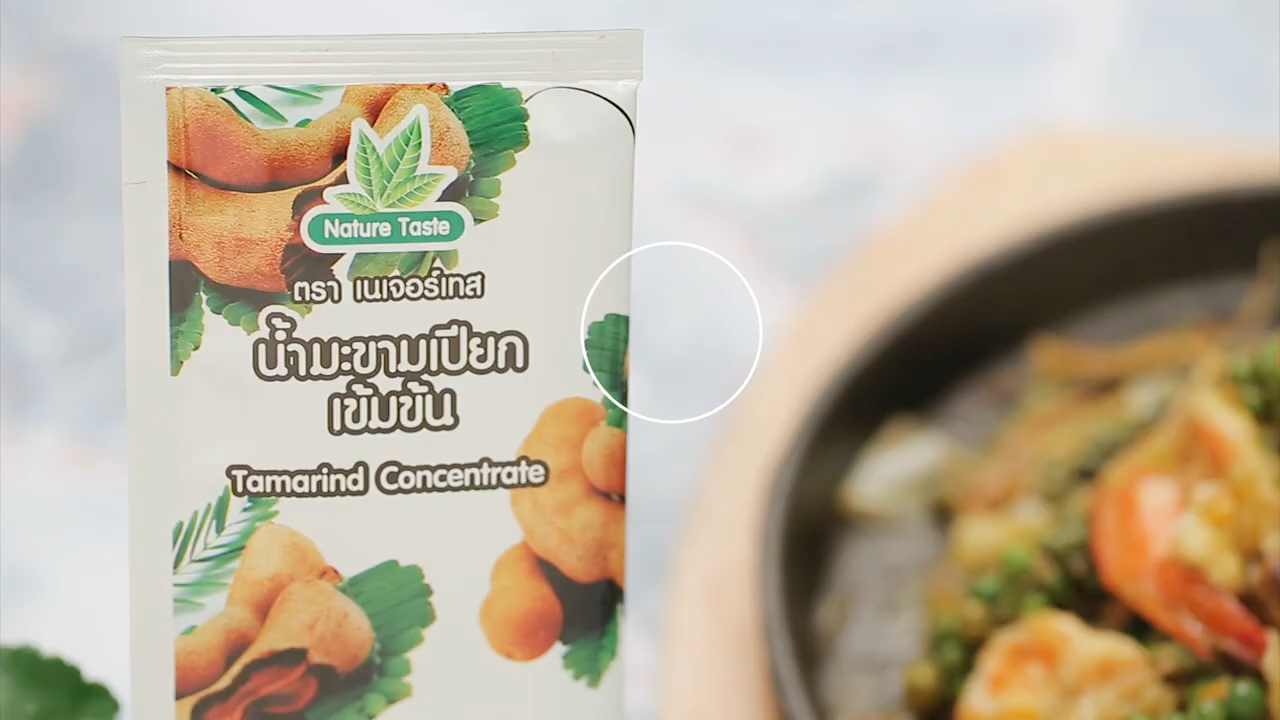 Nature Taste
ตรา เนเจอร์เทส
น้ำมะขามเปียก
เข้มข้น
Tamarind Concentrate